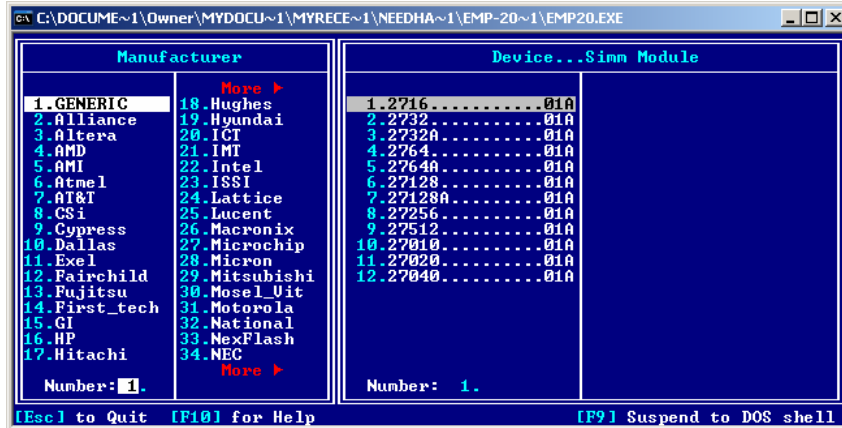 C:\DOCUME~1\Owner\MYDOCU~1\MYRECE~1\NEEDHA~1\EMP-20~1\EMP20.EXE
Manufacturer
More ►
1.GENERIC
2.Alliance
3.Altera
4.AMD
5.AMI
6.Atmel
7.AT&T
8.CSi
9.Cypress
10.Dallas
11.Exel
12.Fairchild
13.Fujitsu
14.First_tech
15.GI
16.HP
17.Hitachi
18.Hughes
19.Hyundai
20.ICT
21.IMT
22.Intel
23.ISSI
24.Lattice
25.Lucent
26.Macronix
27.Microchip
28.Micron
29.Mitsubishi
30.Mosel_Vit
31.Motorola
32.National
33.NexFlash
34.NEC
More ►
Number: 1.
Device...Simm Module
1.2716...........01A
2.2732...........01A
3.2732A..........01A
4.2764...........01A
5.2764A..........01A
6.27128..........01A
7.27128A.........01A
8.27256..........01A
9.27512..........01A
10.27010..........01A
11.27020..........01A
12.27040..........01A
Number: 1.
[Esc] to Quit [F10] for Help [F9] Suspend to DOS shell